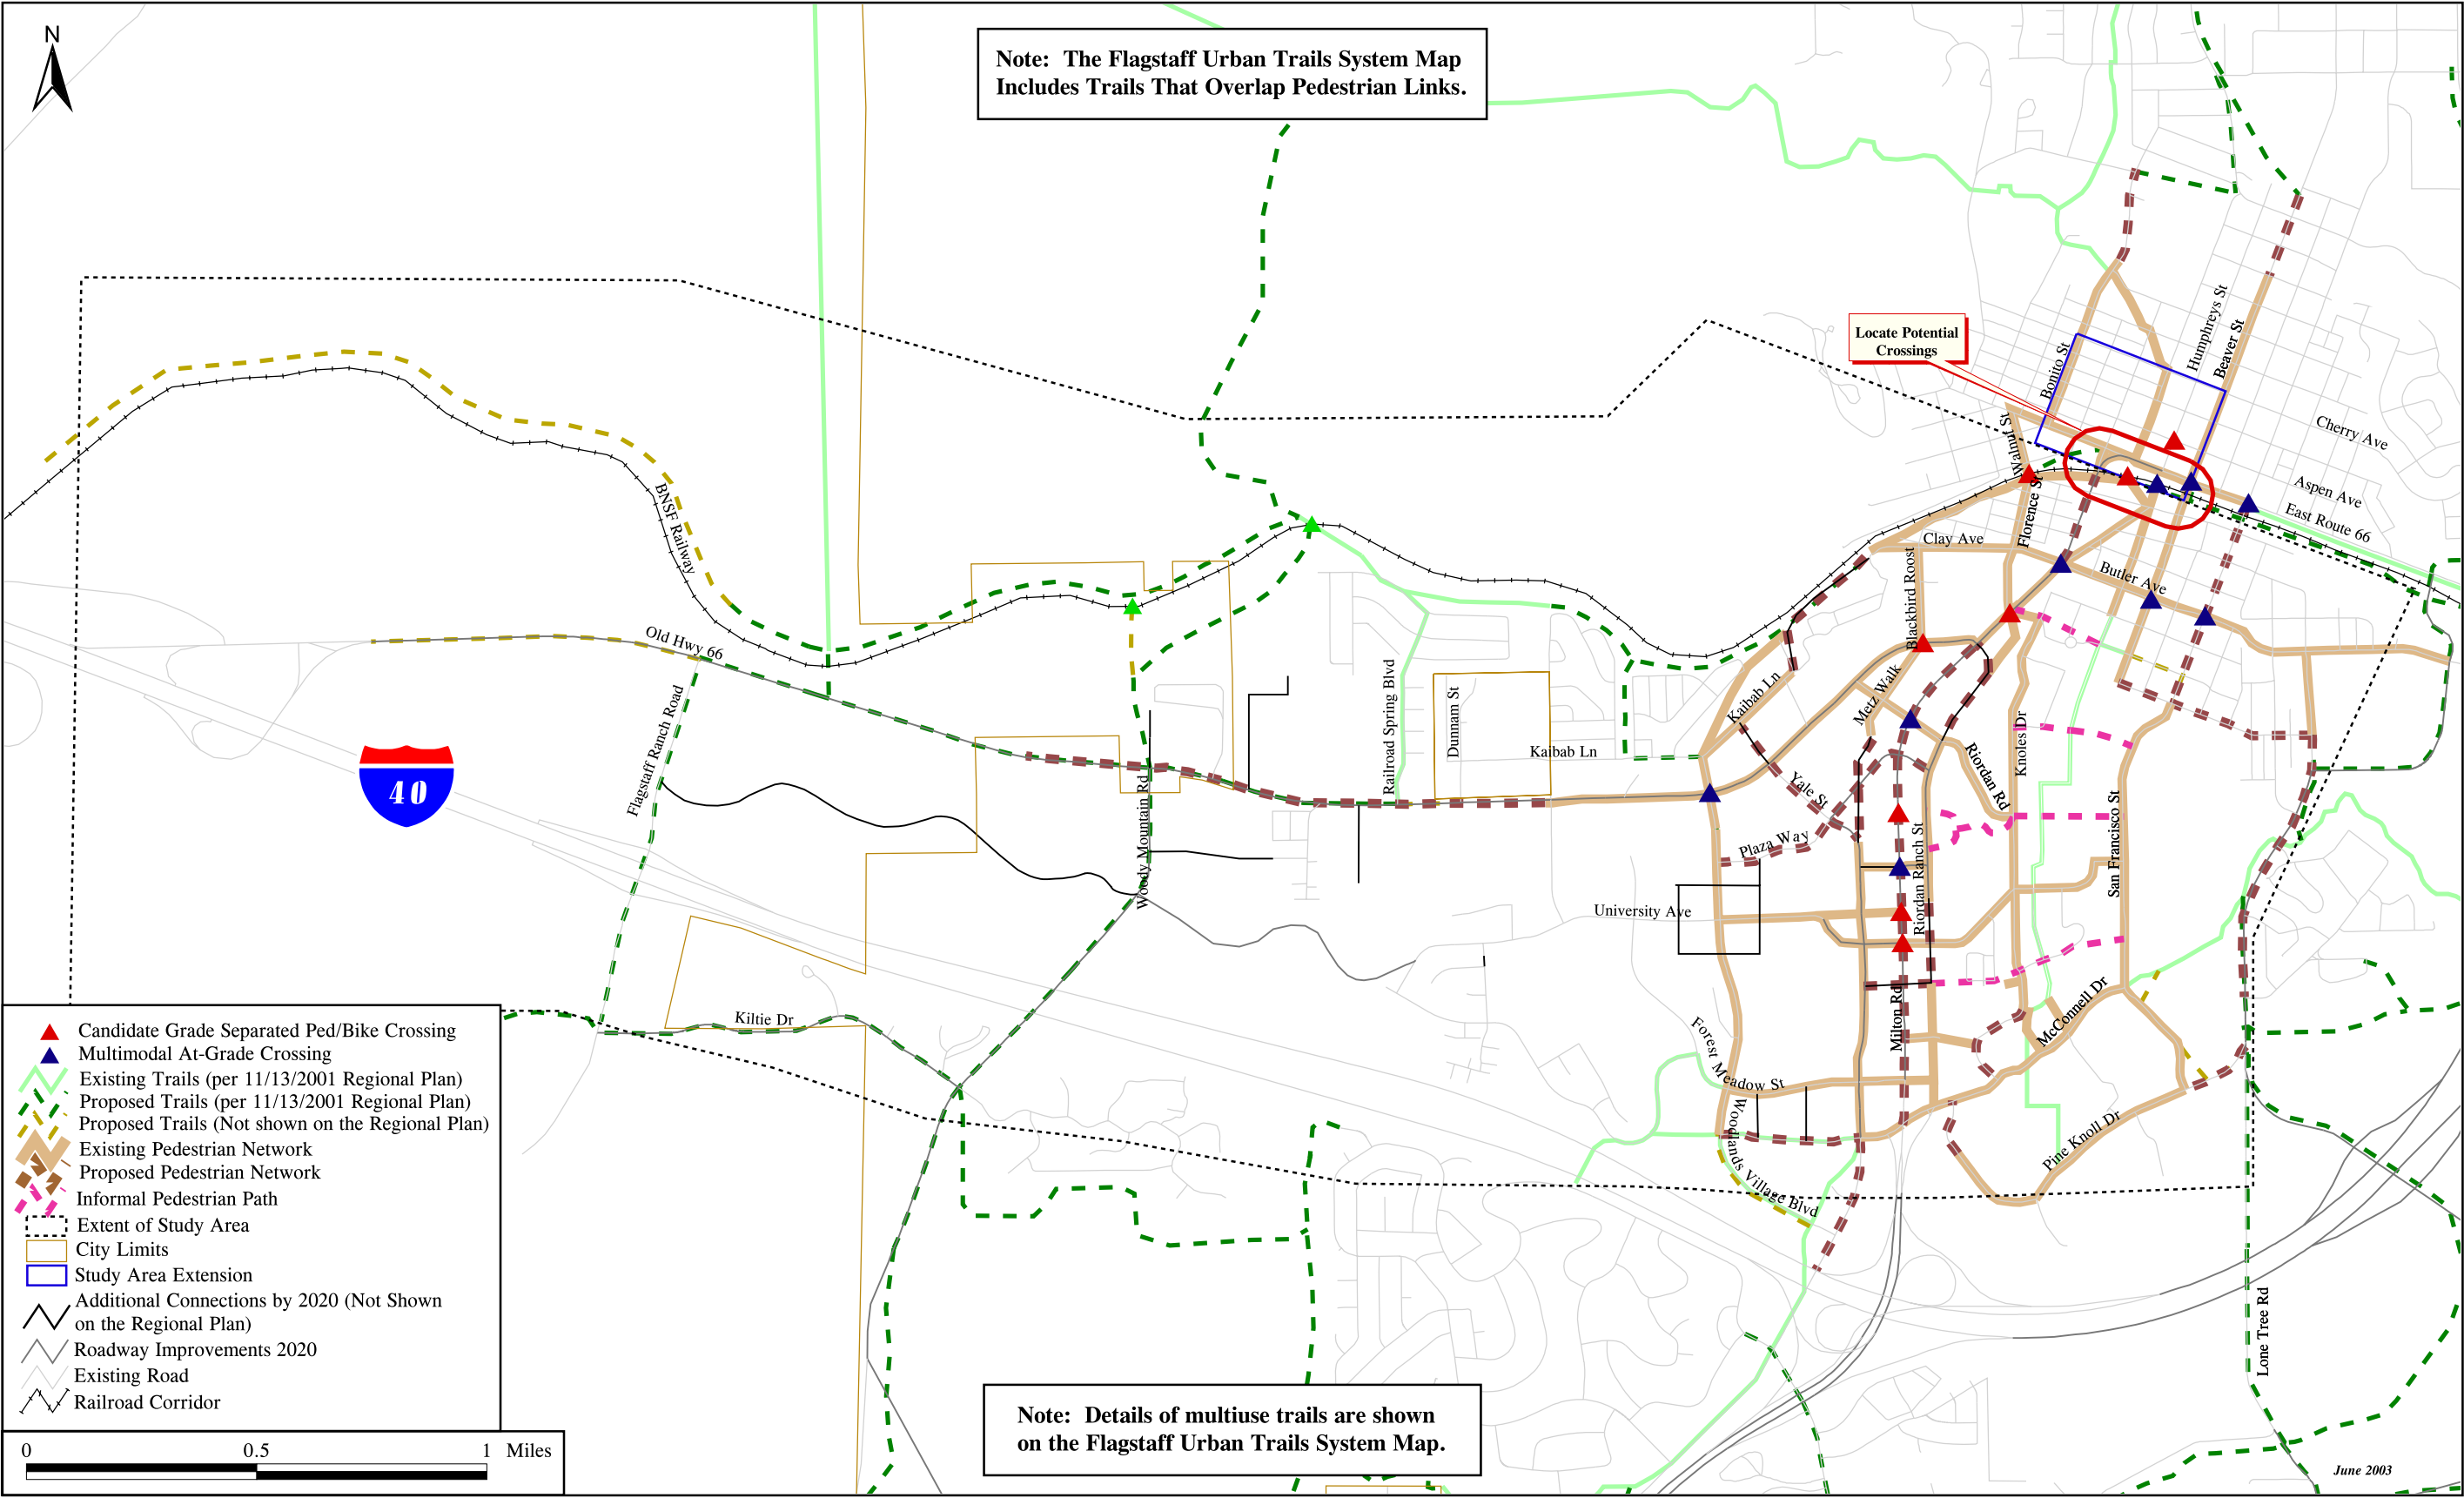 N
Note: The Flagstaff Urban Trails System Map
Includes Trails That Overlap Pedestrian Links.
Locate Potential
Crossings
Humphreys St
Beaver St
Bonito St
Walnut St
Cherry Ave
Aspen Ave
East Route 66
Florence St
Clay Ave
Butler Ave
BNSF Railway
Old Hwy 66
Blackbird Roost
Flagstaff Ranch Road
Railroad Spring Blvd
Dunnam St
Kaibab Ln
Kaibab Ln
Metz Walk
Knoles Dr
Riordan Rd
Yale St
Plaza Way
40
Woody Mountain Rd
San Francisco St
Riordan Ranch St
University Ave
Kiltie Dr
Milton Rd
McConnell Dr
Forest Meadow St
Woodlands Village Blvd
Pine Knoll Dr
Lone Tree Rd
Candidate Grade Separated Ped/Bike Crossing
Multimodal At-Grade Crossing
Existing Trails (per 11/13/2001 Regional Plan)
Proposed Trails (per 11/13/2001 Regional Plan)
Proposed Trails (Not shown on the Regional Plan)
Existing Pedestrian Network
Proposed Pedestrian Network
Informal Pedestrian Path
Extent of Study Area
City Limits
Study Area Extension
Additional Connections by 2020 (Not Shown
on the Regional Plan)
Roadway Improvements 2020
Existing Road
Railroad Corridor
0 0.5 1 Miles
Note: Details of multiuse trails are shown
on the Flagstaff Urban Trails System Map.
June 2003